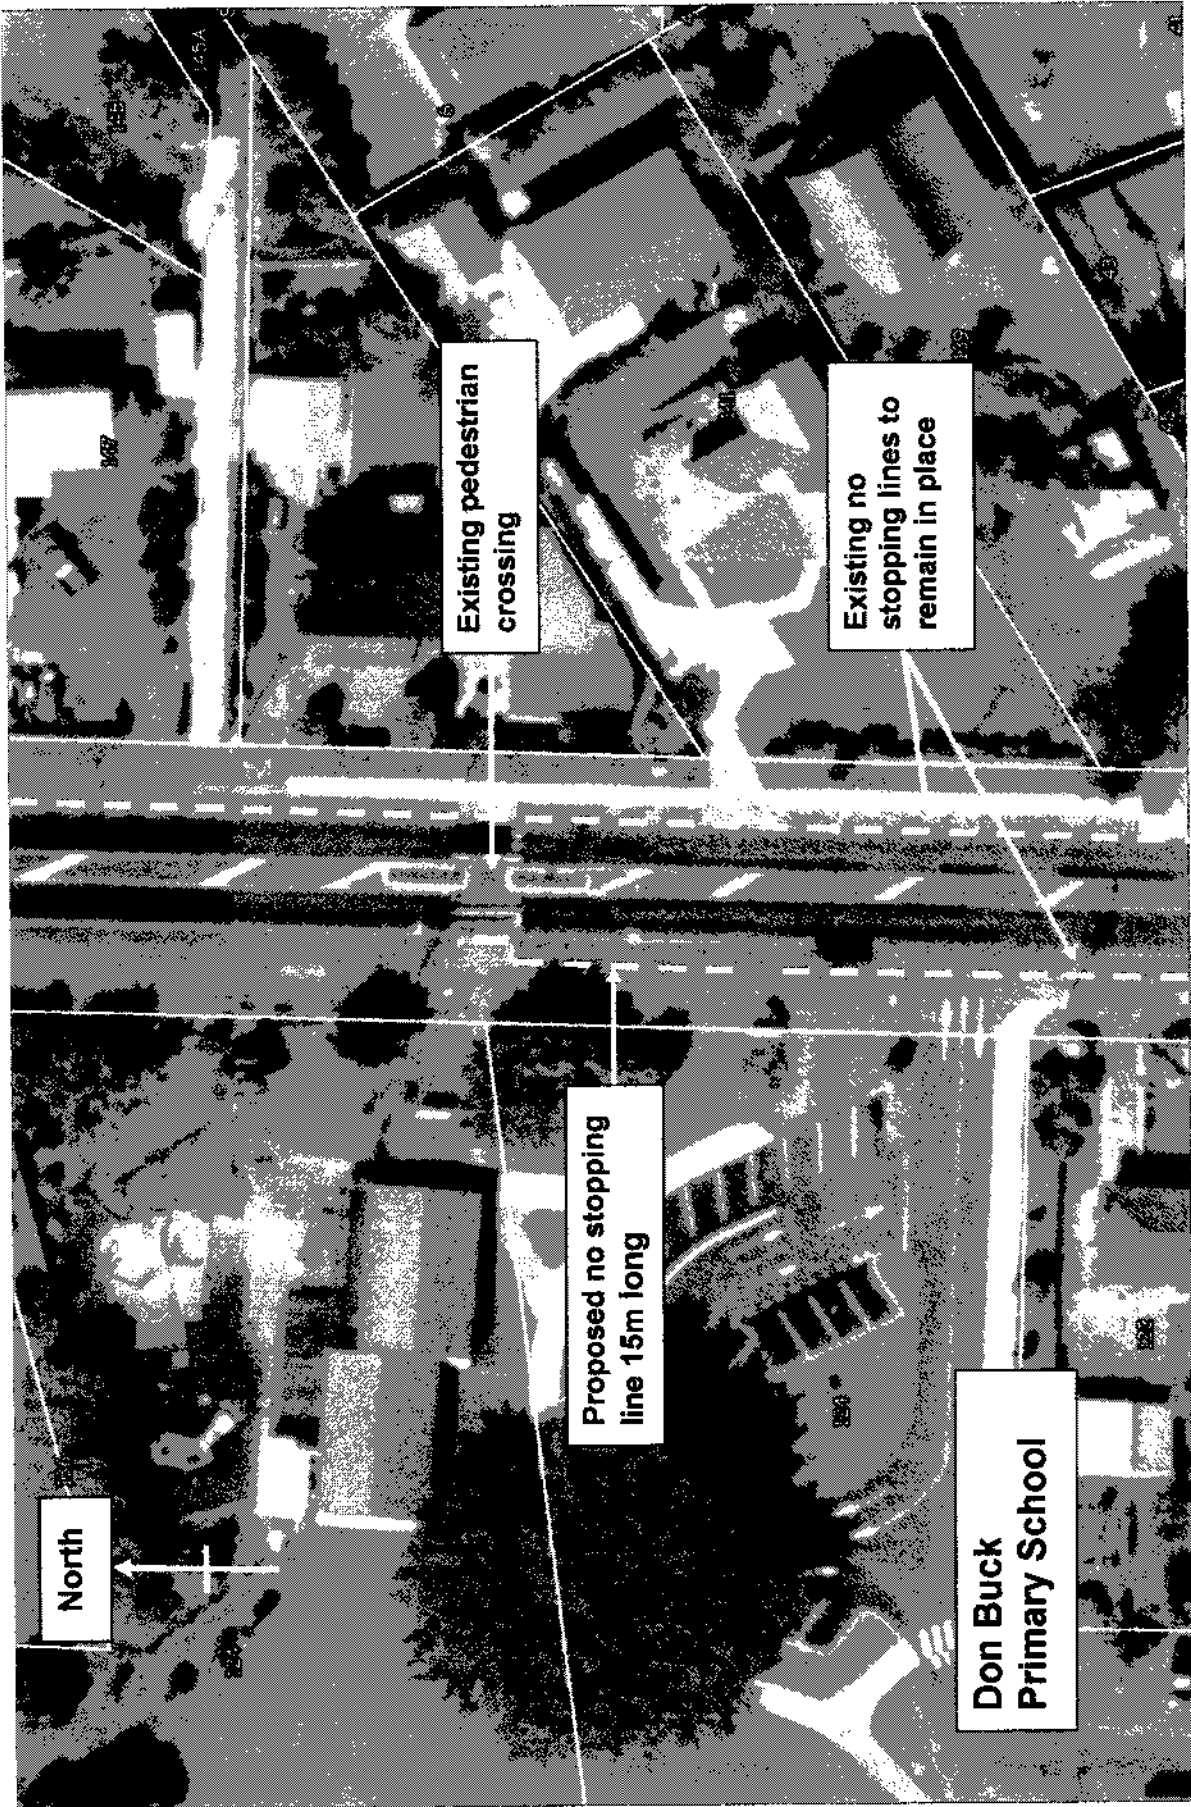 North
Existing pedestrian
crossing
Proposed no stopping
line 15m long
Existing no
stopping lines to
remain in place
Don Buck
Primary School